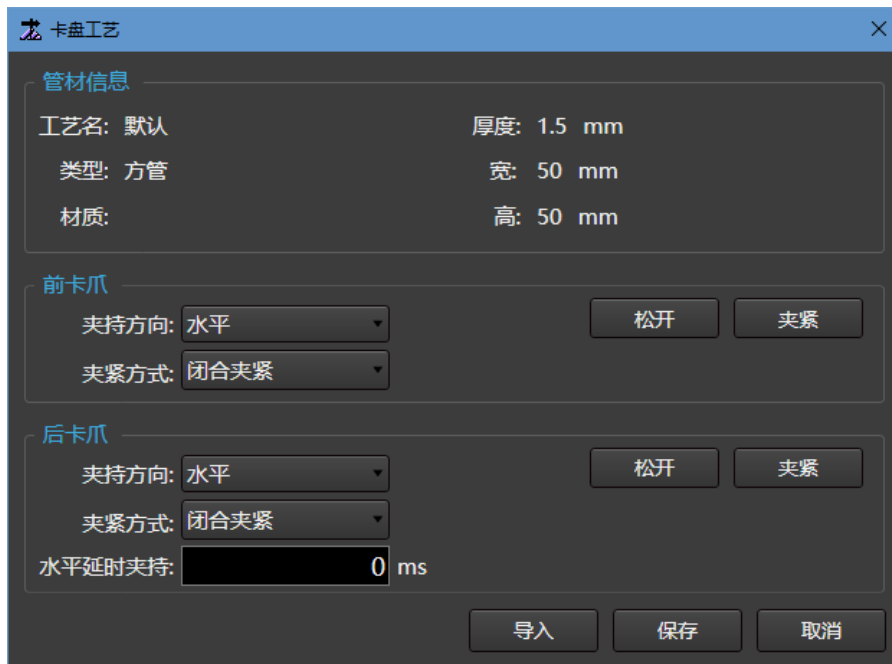 卡盘工艺
管材信息
工艺名: 默认 厚度: 1.5 mm
类型: 方管 宽: 50 mm
材质: 高: 50 mm
前卡爪
夹持方向: 水平 松开 夹紧
夹紧方式: 闭合夹紧
后卡爪
夹持方向: 水平 松开 夹紧
夹紧方式: 闭合夹紧
水平延时夹持: 0 ms
导入 保存 取消